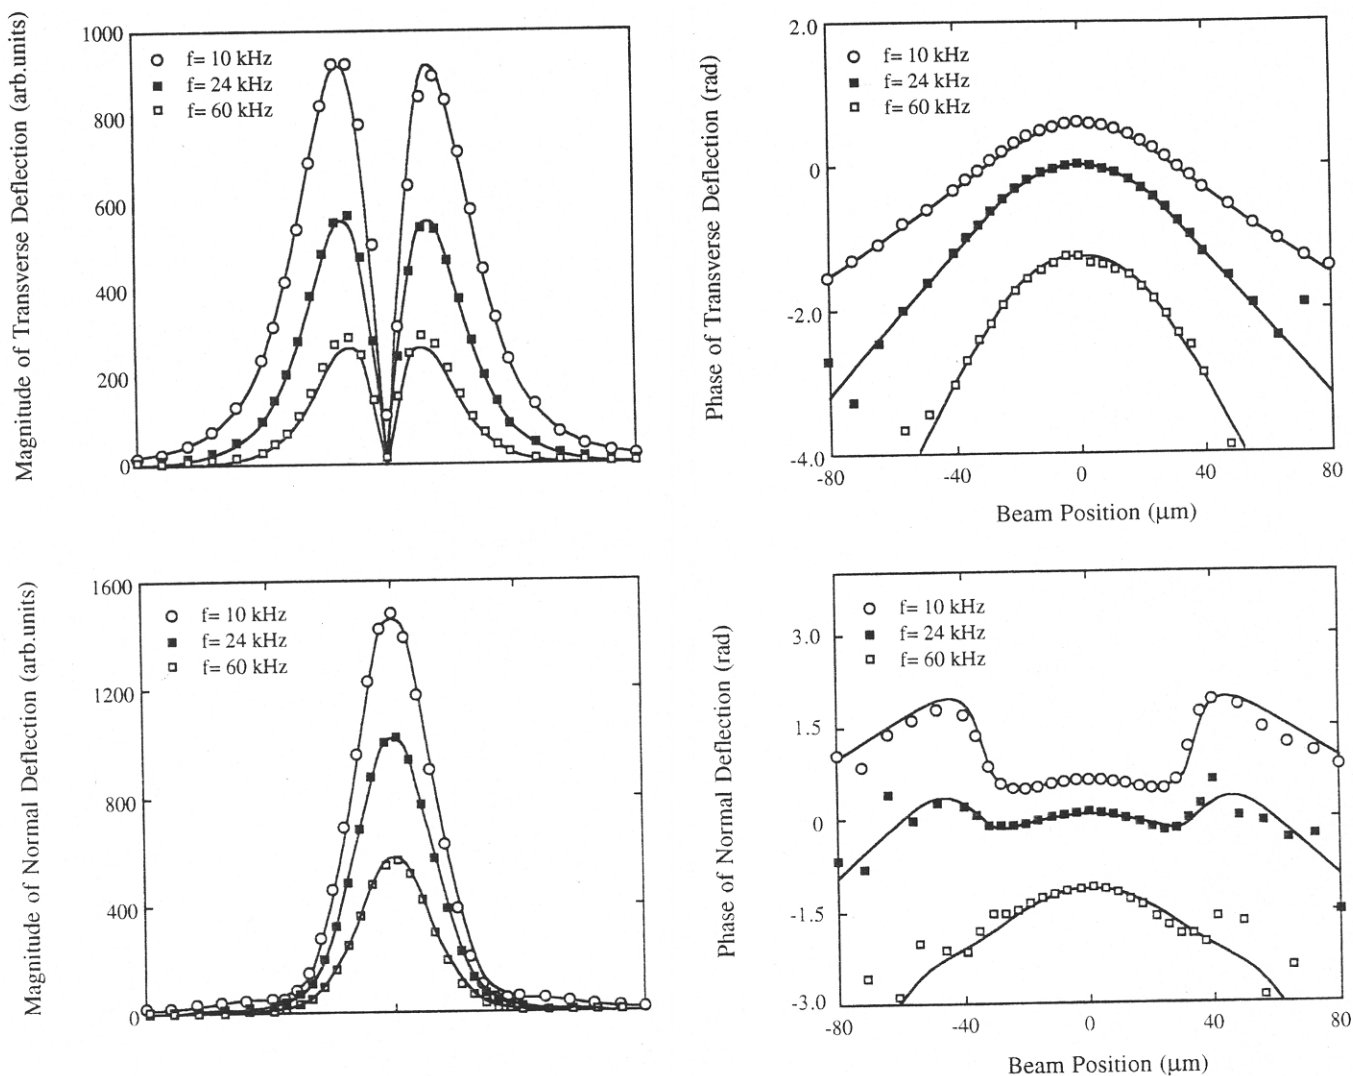 Magnitude of Transverse Deflection (arb.units)
1000
800
600
400
200
0
f= 10 kHz
f= 24 kHz
f= 60 kHz
Phase of Transverse Deflection (rad)
2.0
0
-2.0
-4.0
f= 10 kHz
f= 24 kHz
f= 60 kHz
-80
-40
0
40
80
Beam Position (μm)
Magnitude of Normal Deflection (arb.units)
1600
1200
800
400
0
f= 10 kHz
f= 24 kHz
f= 60 kHz
Phase of Normal Deflection (rad)
3.0
1.5
0
-1.5
-3.0
f= 10 kHz
f= 24 kHz
f= 60 kHz
-80
-40
0
40
80
Beam Position (μm)